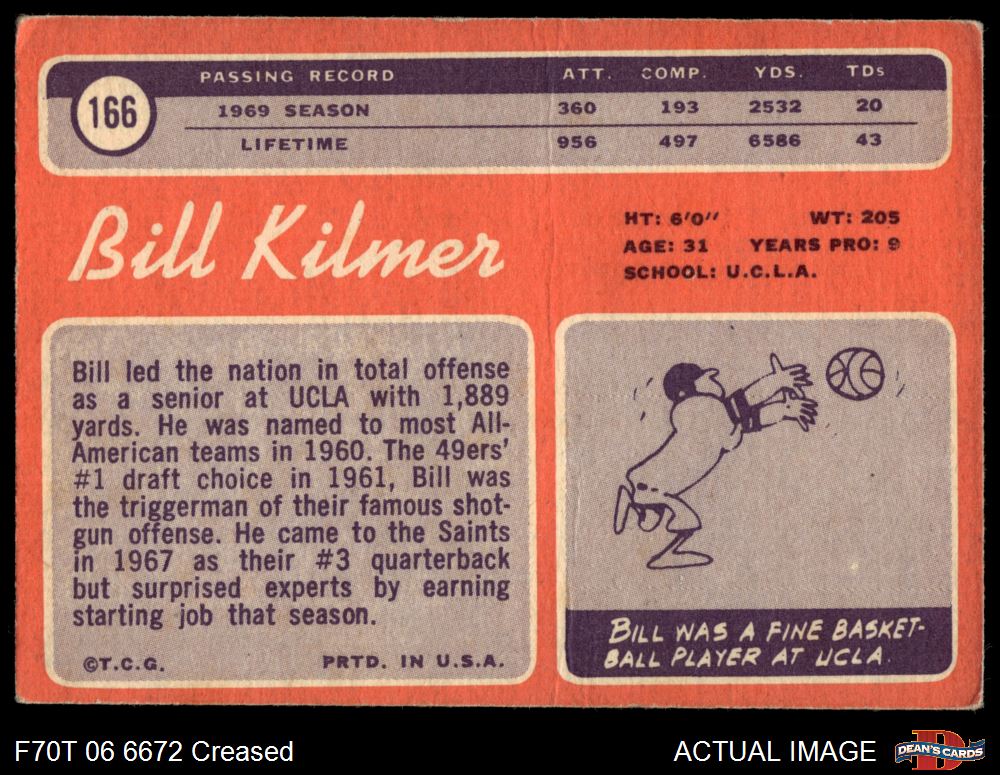 166
PASSING RECORD ATT. COMP. YDS. TDs
1969 SEASON 360 193 2532 20
LIFETIME 956 497 6586 43
Bill Kilmer
HT: 6'0" WT: 205
AGE: 31 YEARS PRO: 9
SCHOOL: U.C.L.A.
Bill led the nation in total offense
as a senior at UCLA with 1,889
yards. He was named to most All-
American teams in 1960. The 49ers'
#1 draft choice in 1961, Bill was
the triggerman of their famous shot-
gun offense. He came to the Saints
in 1967 as their #3 quarterback
but surprised experts by earning
starting job that season.
©T.C.G. PRTD. IN U.S.A.
BILL WAS A FINE BASKET-
BALL PLAYER AT UCLA.
F70T 06 6672 Creased
ACTUAL IMAGE
D
DEAN'S CARDS